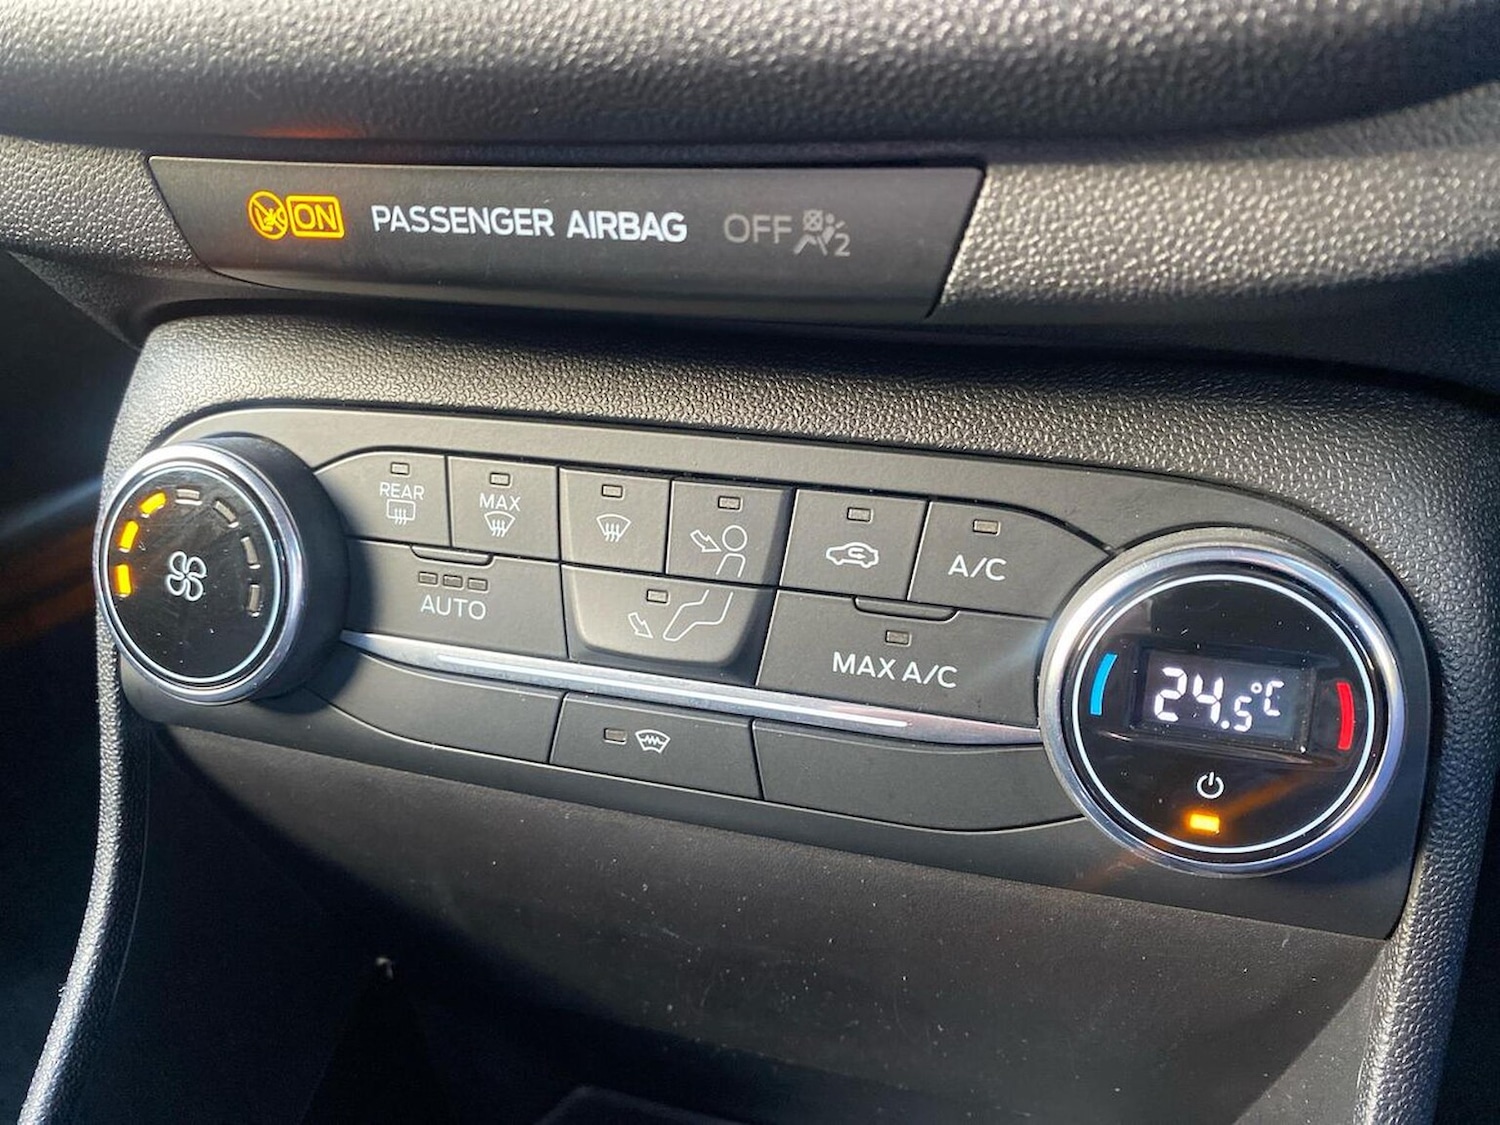 ON PASSENGER AIRBAG OFF 2
REAR
MAX
A/C
AUTO
MAX A/C
24.5°C